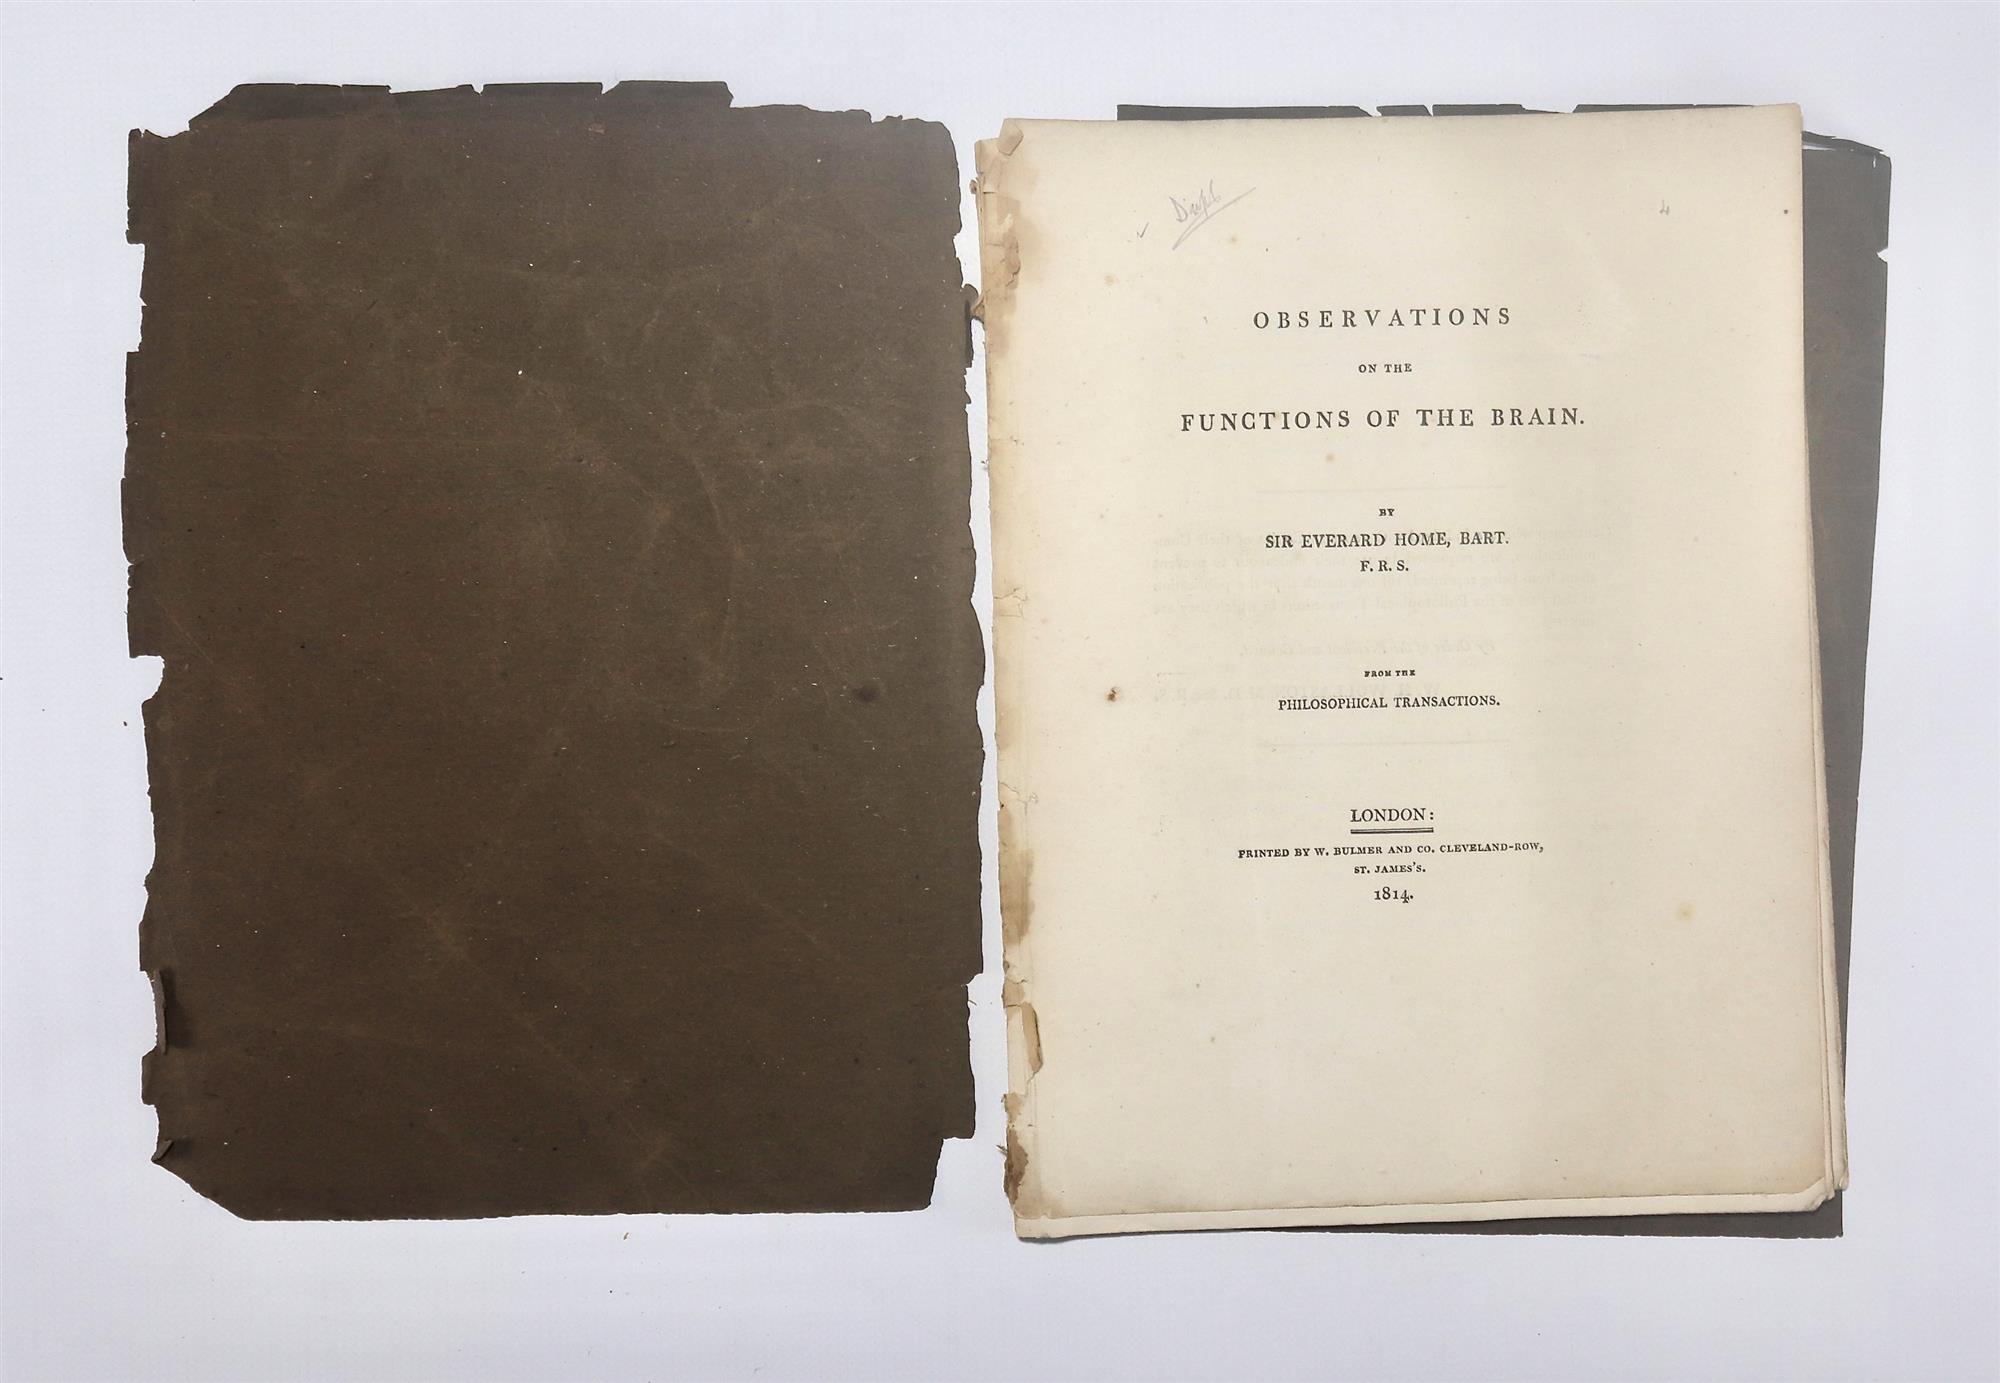 4
OBSERVATIONS
ON THE
FUNCTIONS OF THE BRAIN.
BY
SIR EVERARD HOME, BART.
F. R. S.
FROM THE
PHILOSOPHICAL TRANSACTIONS.
LONDON:
PRINTED BY W. BULMER AND CO. CLEVELAND-ROW,
ST. JAMES'S.
1814.